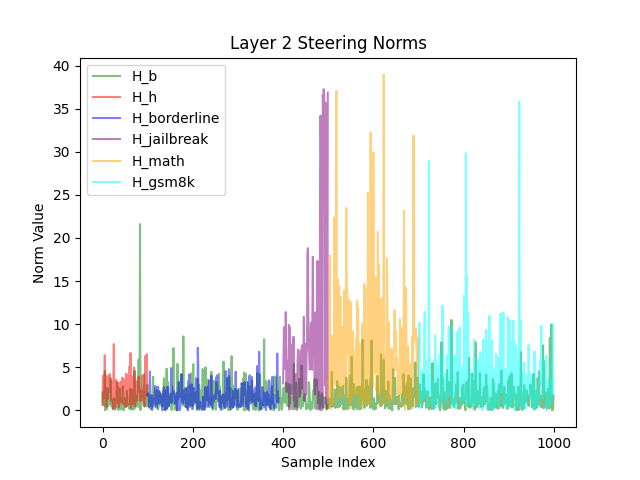 Layer 2 Steering Norms
40
35
30
25
20
15
10
5
0
Norm Value
H_b
H_h
H_borderline
H_jailbreak
H_math
H_gsm8k
0 200 400 600 800 1000
Sample Index